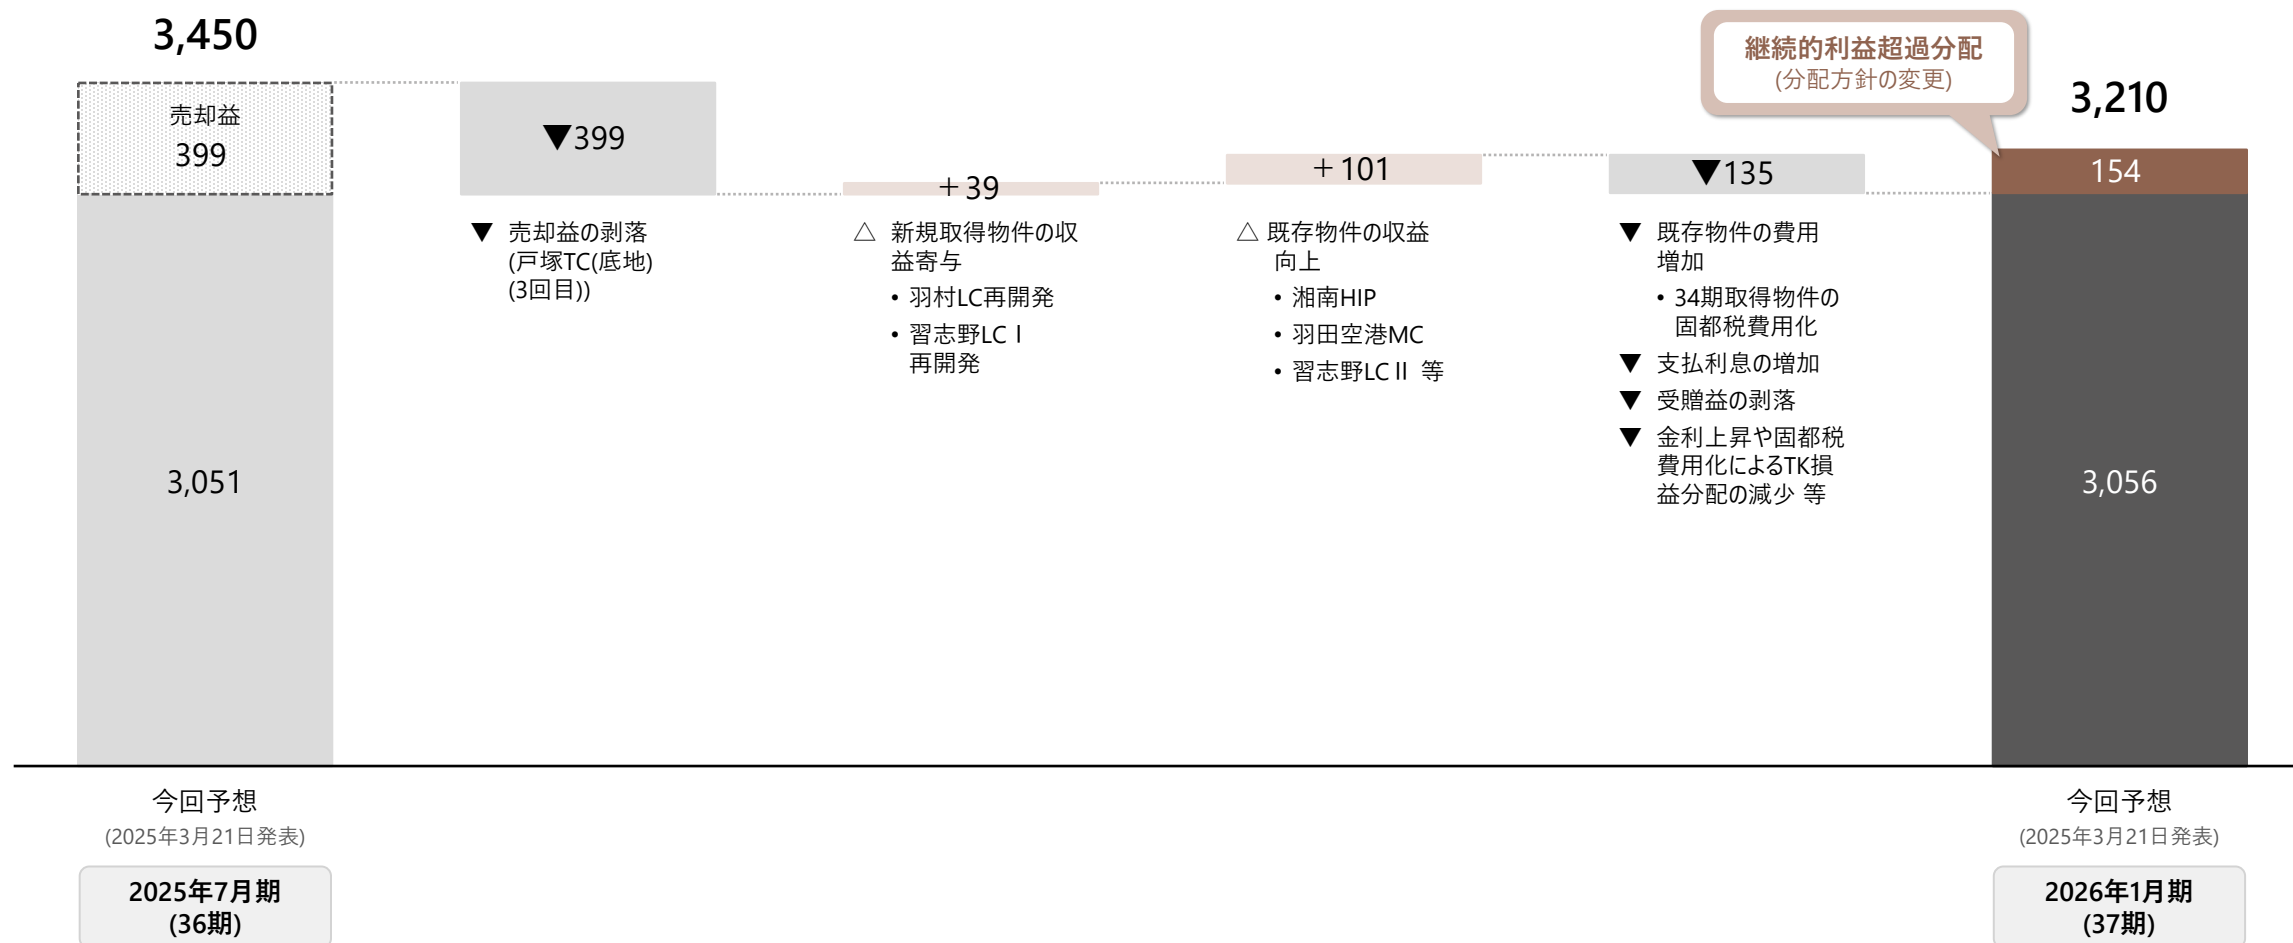 3,450
売却益
399
3,051
▼399
▼ 売却益の剥落
(戸塚TC(底地)
(3回目))
＋39
△ 新規取得物件の収
益寄与
• 羽村LC再開発
• 習志野LCⅠ
再開発
＋101
△ 既存物件の収益
向上
• 湘南HIP
• 羽田空港MC
• 習志野LCⅡ 等
▼135
▼ 既存物件の費用
増加
• 34期取得物件の
固都税費用化
▼ 支払利息の増加
▼ 受贈益の剥落
▼ 金利上昇や固都税
費用化によるTK損
益分配の減少 等
継続的利益超過分配
(分配方針の変更)
3,210
154
3,056
今回予想
(2025年3月21日発表)
2025年7月期
(36期)
今回予想
(2025年3月21日発表)
2026年1月期
(37期)